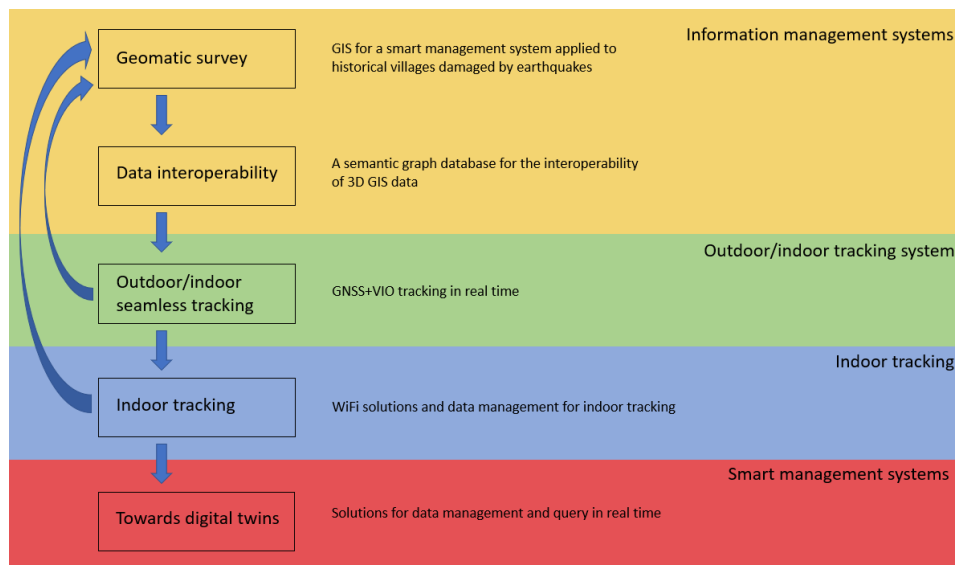 Information management systems
Geomatic survey
GIS for a smart management system applied to
historical villages damaged by earthquakes
Data interoperability
A semantic graph database for the interoperability
of 3D GIS data
Outdoor/indoor tracking system
Outdoor/indoor
seamless tracking
GNSS+VIO tracking in real time
Indoor tracking
Indoor tracking
WiFi solutions and data management for indoor tracking
Smart management systems
Towards digital twins
Solutions for data management and query in real time